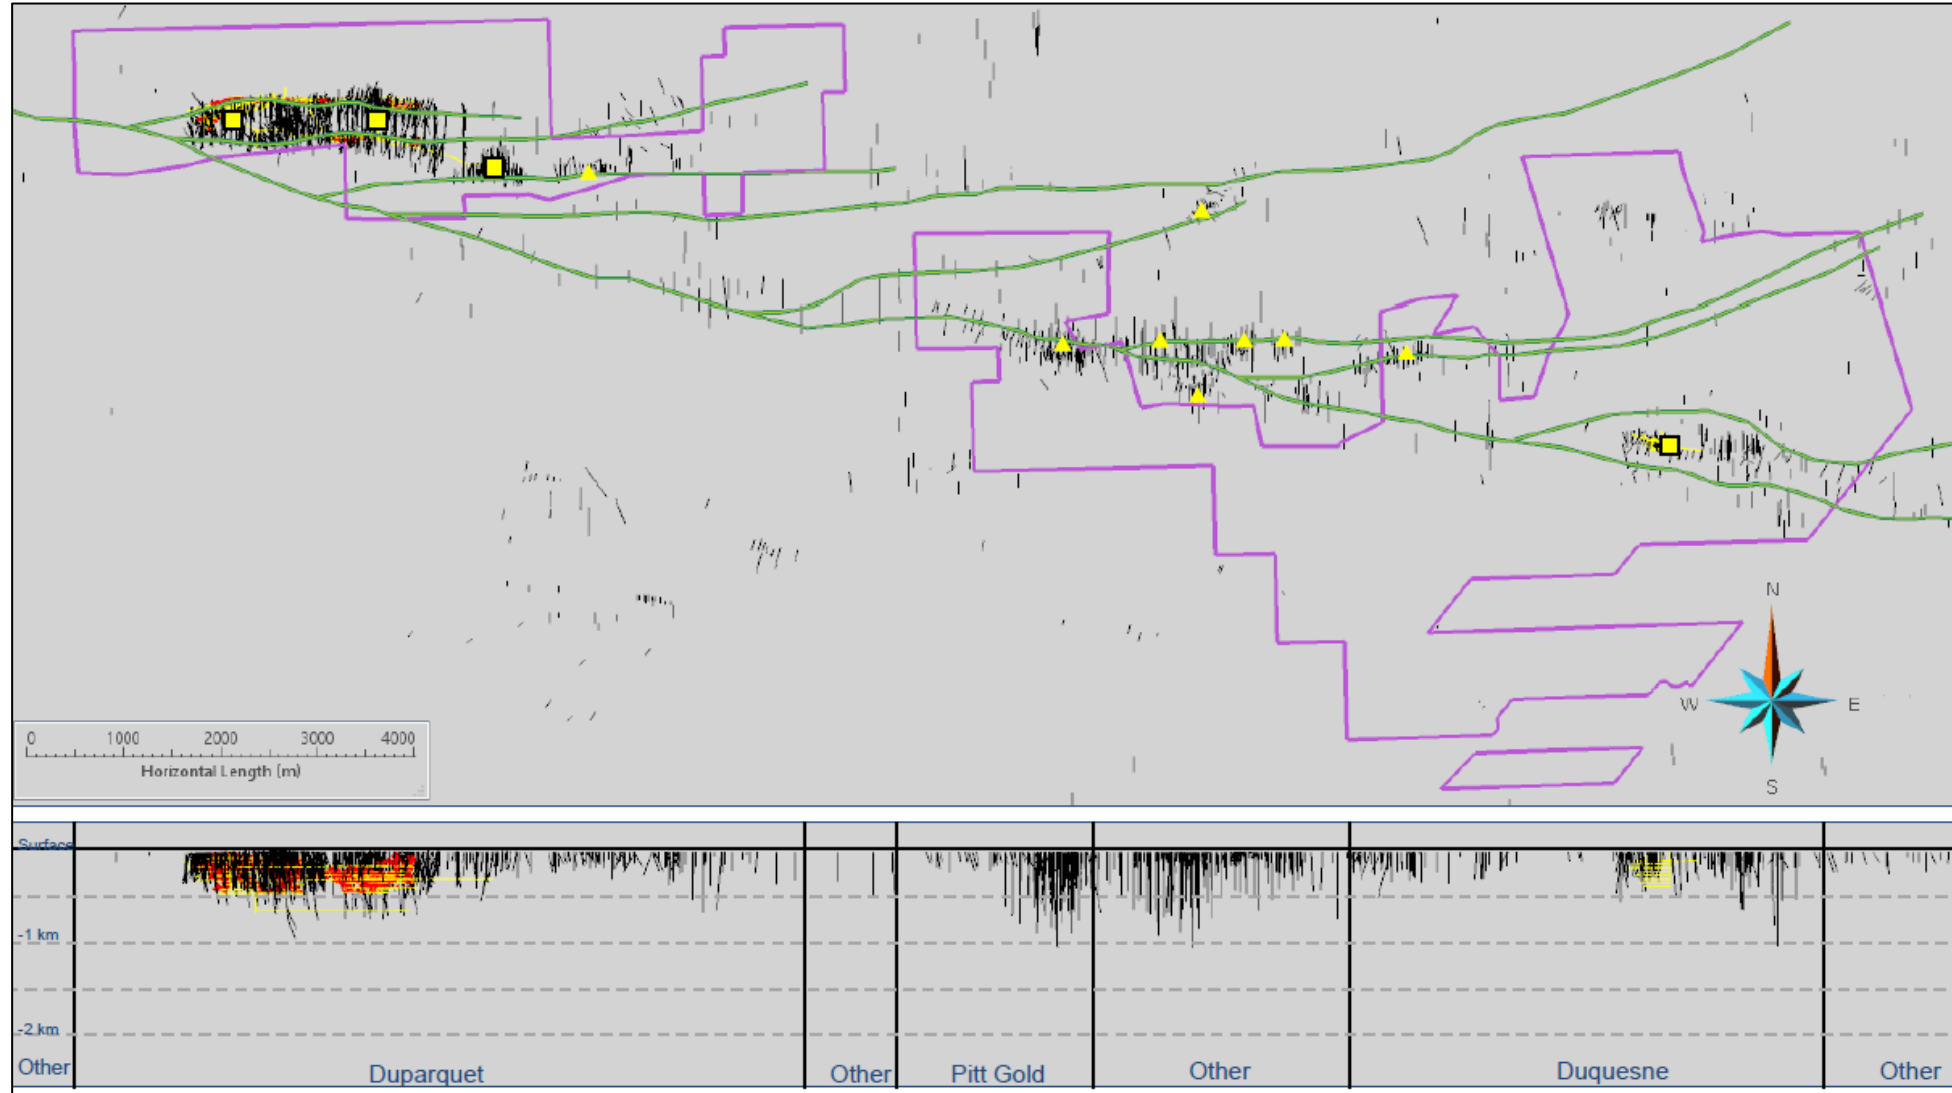 N
W E
S
0 1000 2000 3000 4000
Horizontal Length (m)
Surface
-1 km
-2 km
Other Duparquet Other Pitt Gold Other Duquesne Other